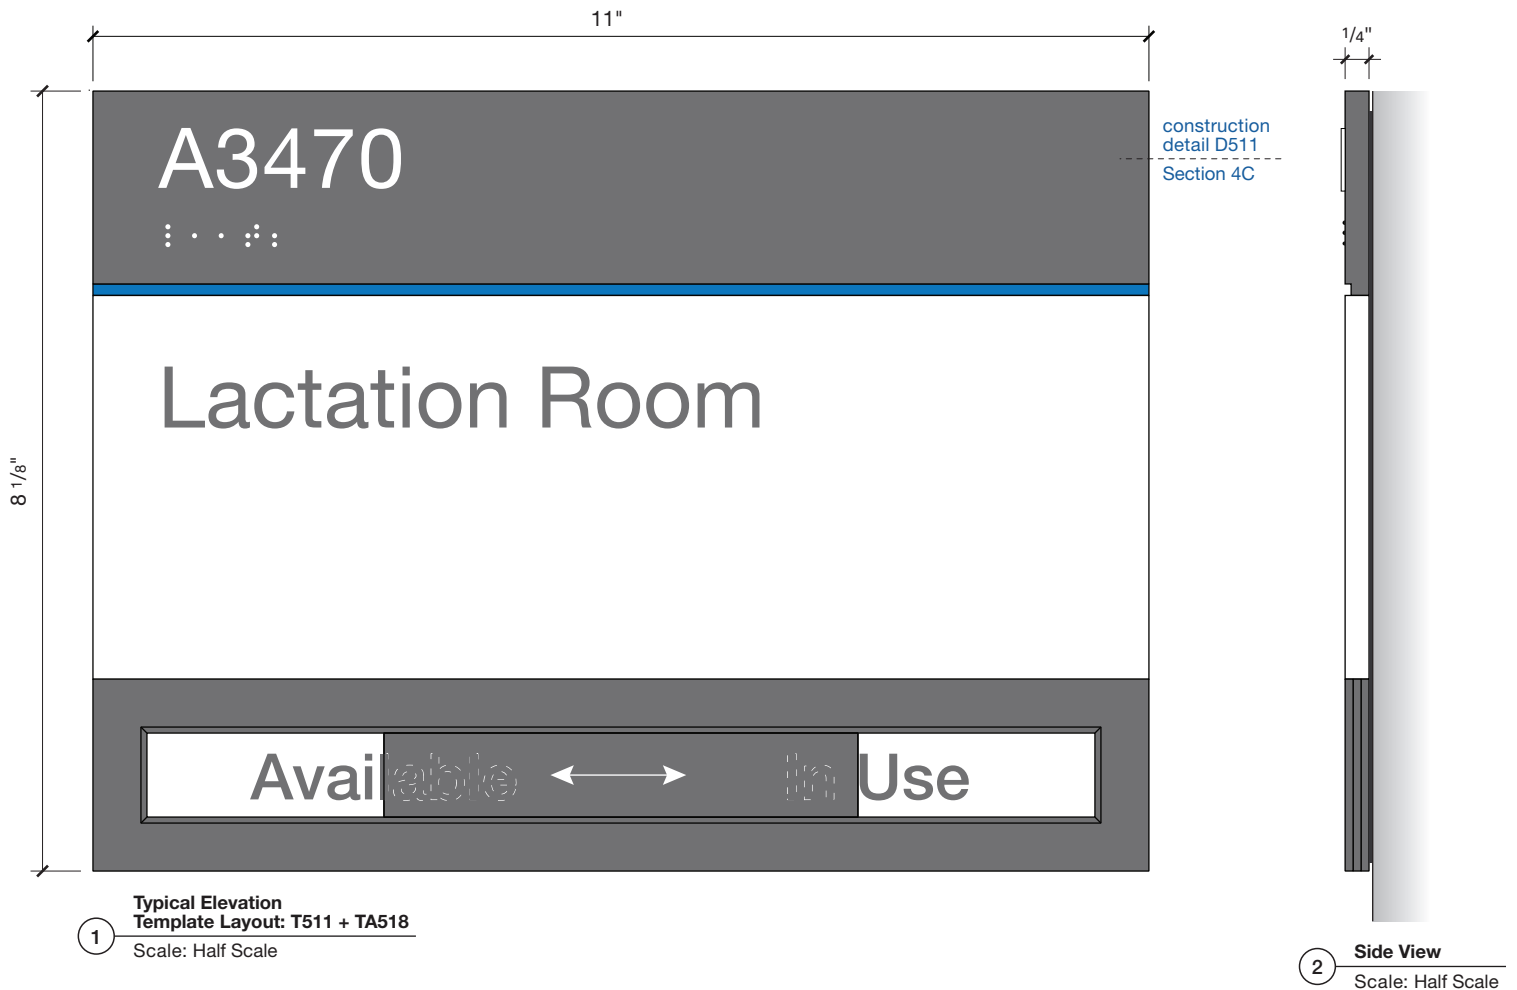 11"
1/4"
A3470
construction
detail D511
Section 4C
Lactation Room
8 1/8"
Available
In Use
Typical Elevation
Template Layout: T511 + TA518
1
Scale: Half Scale
Side View
2
Scale: Half Scale